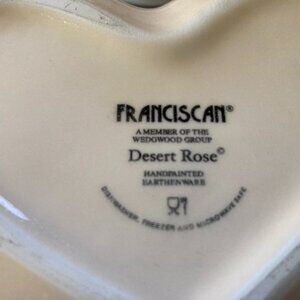 FRANCISCAN®
A MEMBER OF THE
WEDGWOOD GROUP
Desert Rose©
HANDPAINTED
EARTHENWARE
DISHWASHER, FREEZER AND MICROWAVE SAFE